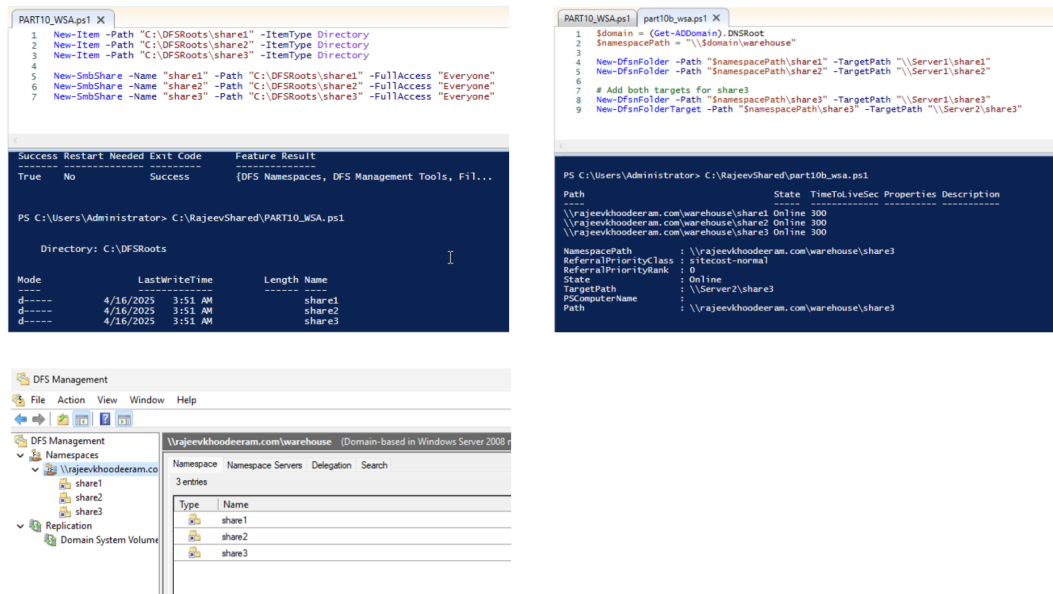 PART10_WSA.ps1 X
1 New-Item -Path "C:\DFSRoots\share1" -ItemType Directory
2 New-Item -Path "C:\DFSRoots\share2" -ItemType Directory
3 New-Item -Path "C:\DFSRoots\share3" -ItemType Directory
4
5 New-SmbShare -Name "share1" -Path "C:\DFSRoots\share1" -FullAccess "Everyone"
6 New-SmbShare -Name "share2" -Path "C:\DFSRoots\share2" -FullAccess "Everyone"
7 New-SmbShare -Name "share3" -Path "C:\DFSRoots\share3" -FullAccess "Everyone"
Success Restart Needed Exit Code Feature Result
------- -------------- --------- --------------
True No Success {DFS Namespaces, DFS Management Tools, Fil...
PS C:\Users\Administrator> C:\RajeevShared\PART10_WSA.ps1
Directory: C:\DFSRoots
Mode LastWriteTime Length Name
---- ------------- ------ ----
d----- 4/16/2025 3:51 AM share1
d----- 4/16/2025 3:51 AM share2
d----- 4/16/2025 3:51 AM share3
PART10_WSA.ps1 part10b_wsa.ps1 X
1 $domain = (Get-ADDomain).DNSRoot
2 $namespacePath = "\\$domain\warehouse"
3
4 New-DfsnFolder -Path "$namespacePath\share1" -TargetPath "\\Server1\share1"
5 New-DfsnFolder -Path "$namespacePath\share2" -TargetPath "\\Server1\share2"
6
7 # Add both targets for share3
8 New-DfsnFolder -Path "$namespacePath\share3" -TargetPath "\\Server1\share3"
9 New-DfsnFolderTarget -Path "$namespacePath\share3" -TargetPath "\\Server2\share3"
PS C:\Users\Administrator> C:\RajeevShared\part10b_wsa.ps1
Path State TimeToLiveSec Properties Description
---- ----- ------------- ---------- -----------
\\rajeevkhoodeeram.com\warehouse\share1 Online 300
\\rajeevkhoodeeram.com\warehouse\share2 Online 300
\\rajeevkhoodeeram.com\warehouse\share3 Online 300
NamespacePath : \\rajeevkhoodeeram.com\warehouse\share3
ReferralPriorityClass : sitecost-normal
ReferralPriorityRank : 0
State : Online
TargetPath : \\Server2\share3
PSComputerName :
Path : \\rajeevkhoodeeram.com\warehouse\share3
DFS Management
File Action View Window Help
DFS Management
Namespaces
\\rajeevkhoodeeram.co
share1
share2
share3
Replication
Domain System Volume
\\rajeevkhoodeeram.com\warehouse (Domain-based in Windows Server 2008 r
Namespace Namespace Servers Delegation Search
3 entries
Type Name
share1
share2
share3